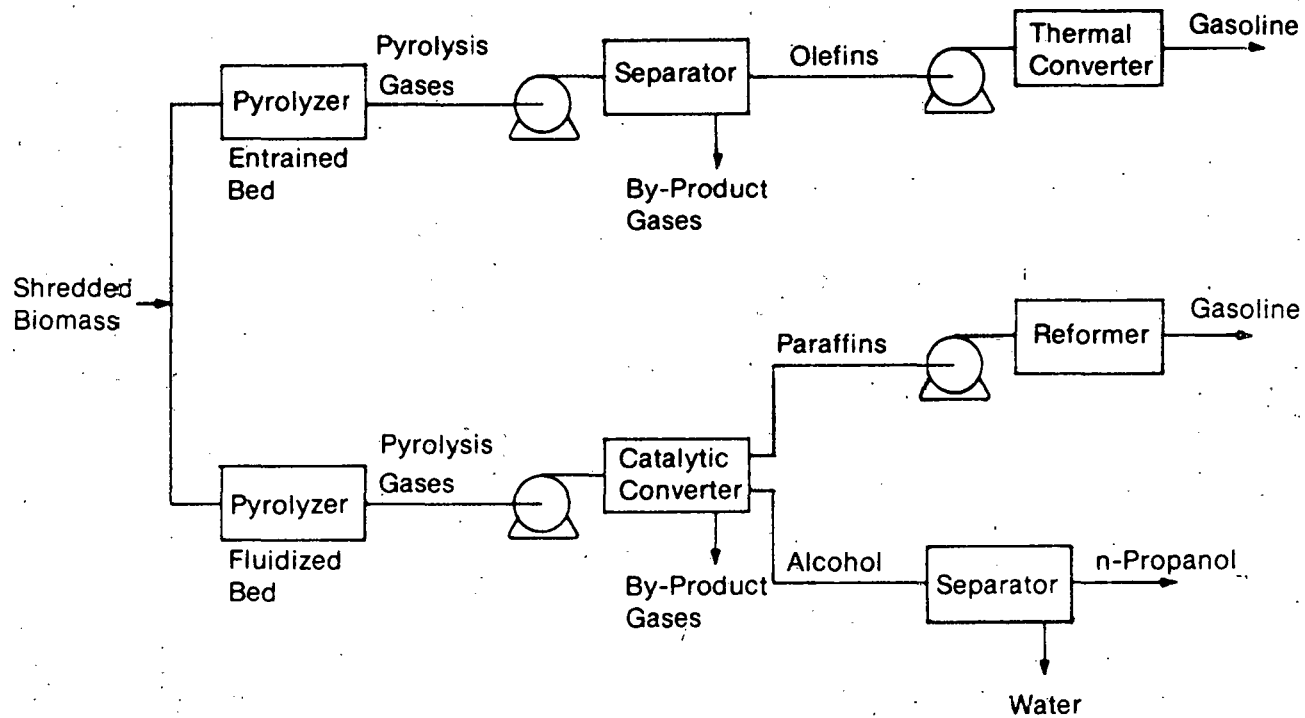 Gasoline
Thermal
Converter
Olefins
Separator
Pyrolysis
Gases
Pyrolyzer
Entrained
Bed
By-Product
Gases
Shredded
Biomass
Gasoline
Reformer
Paraffins
Pyrolysis
Gases
Catalytic
Converter
Pyrolyzer
Fluidized
Bed
By-Product
Gases
Alcohol
Separator
n-Propanol
Water